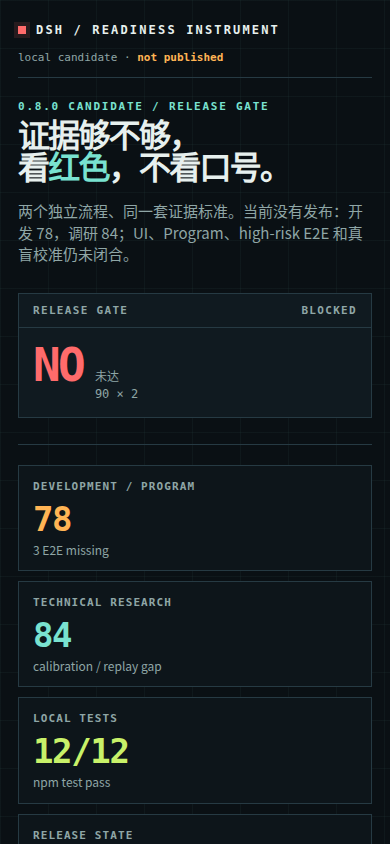 DSH / READINESS INSTRUMENT
local candidate · not published
0.8.0 CANDIDATE / RELEASE GATE
证据够不够，
看红色，不看口号。
两个独立流程、同一套证据标准。当前没有发布：开
发 78，调研 84；UI、Program、high-risk E2E 和真
盲校准仍未闭合。
RELEASE GATE BLOCKED
NO 未达
90 × 2
DEVELOPMENT / PROGRAM
78
3 E2E missing
TECHNICAL RESEARCH
84
calibration / replay gap
LOCAL TESTS
12/12
npm test pass
RELEASE STATE